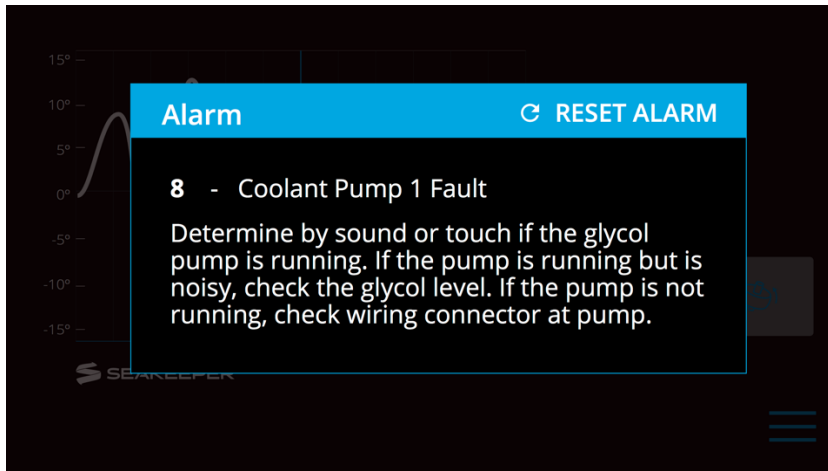 15°
10°
5°
0°
-5°
-10°
-15°
Alarm
RESET ALARM
8 - Coolant Pump 1 Fault
Determine by sound or touch if the glycol
pump is running. If the pump is running but is
noisy, check the glycol level. If the pump is not
running, check wiring connector at pump.
SEAKEEPER